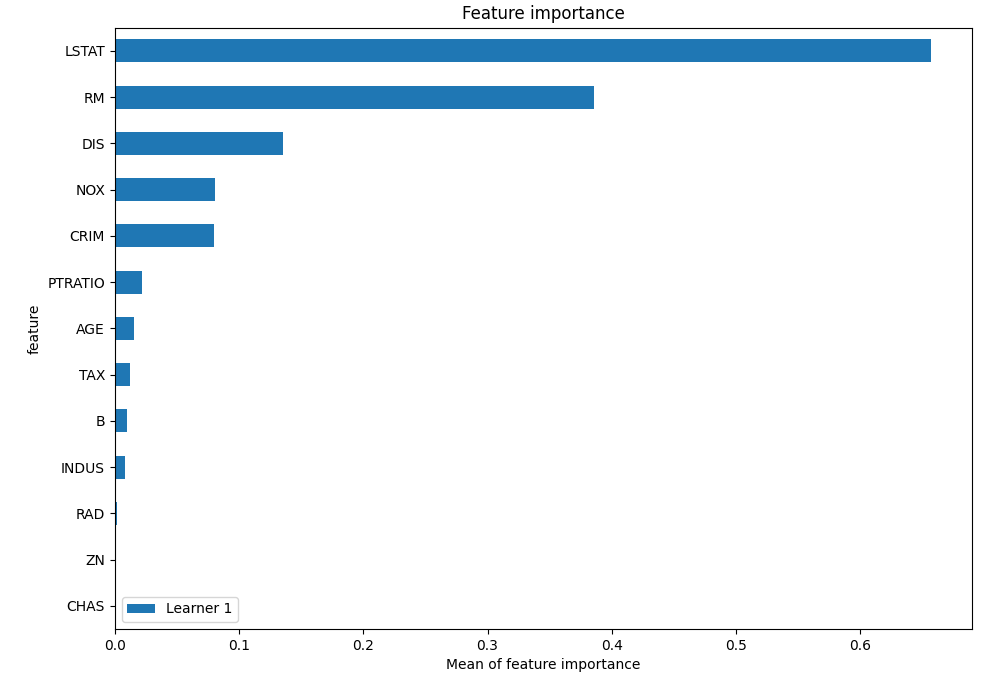 Feature importance
LSTAT
RM
DIS
NOX
CRIM
PTRATIO
AGE
TAX
B
INDUS
RAD
ZN
CHAS
feature
Learner 1
0.0 0.1 0.2 0.3 0.4 0.5 0.6
Mean of feature importance